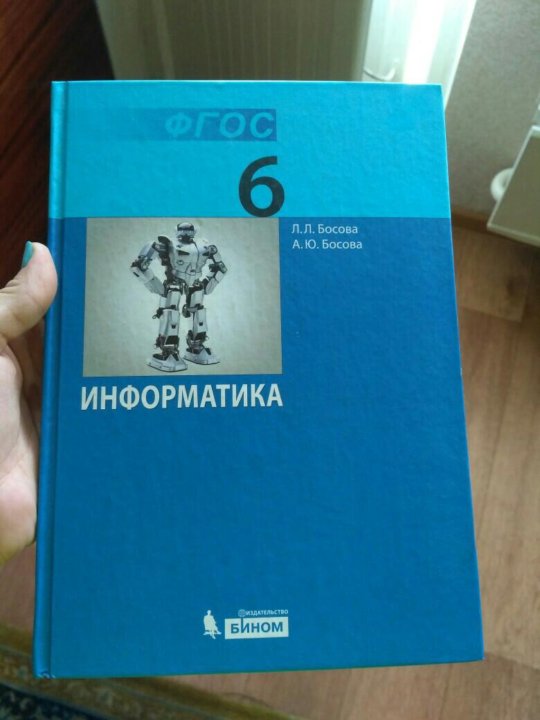 ФГОС
6
Л.Л. Босова
А.Ю. Босова
ИНФОРМАТИКА
ИЗДАТЕЛЬСТВО
БИНОМ